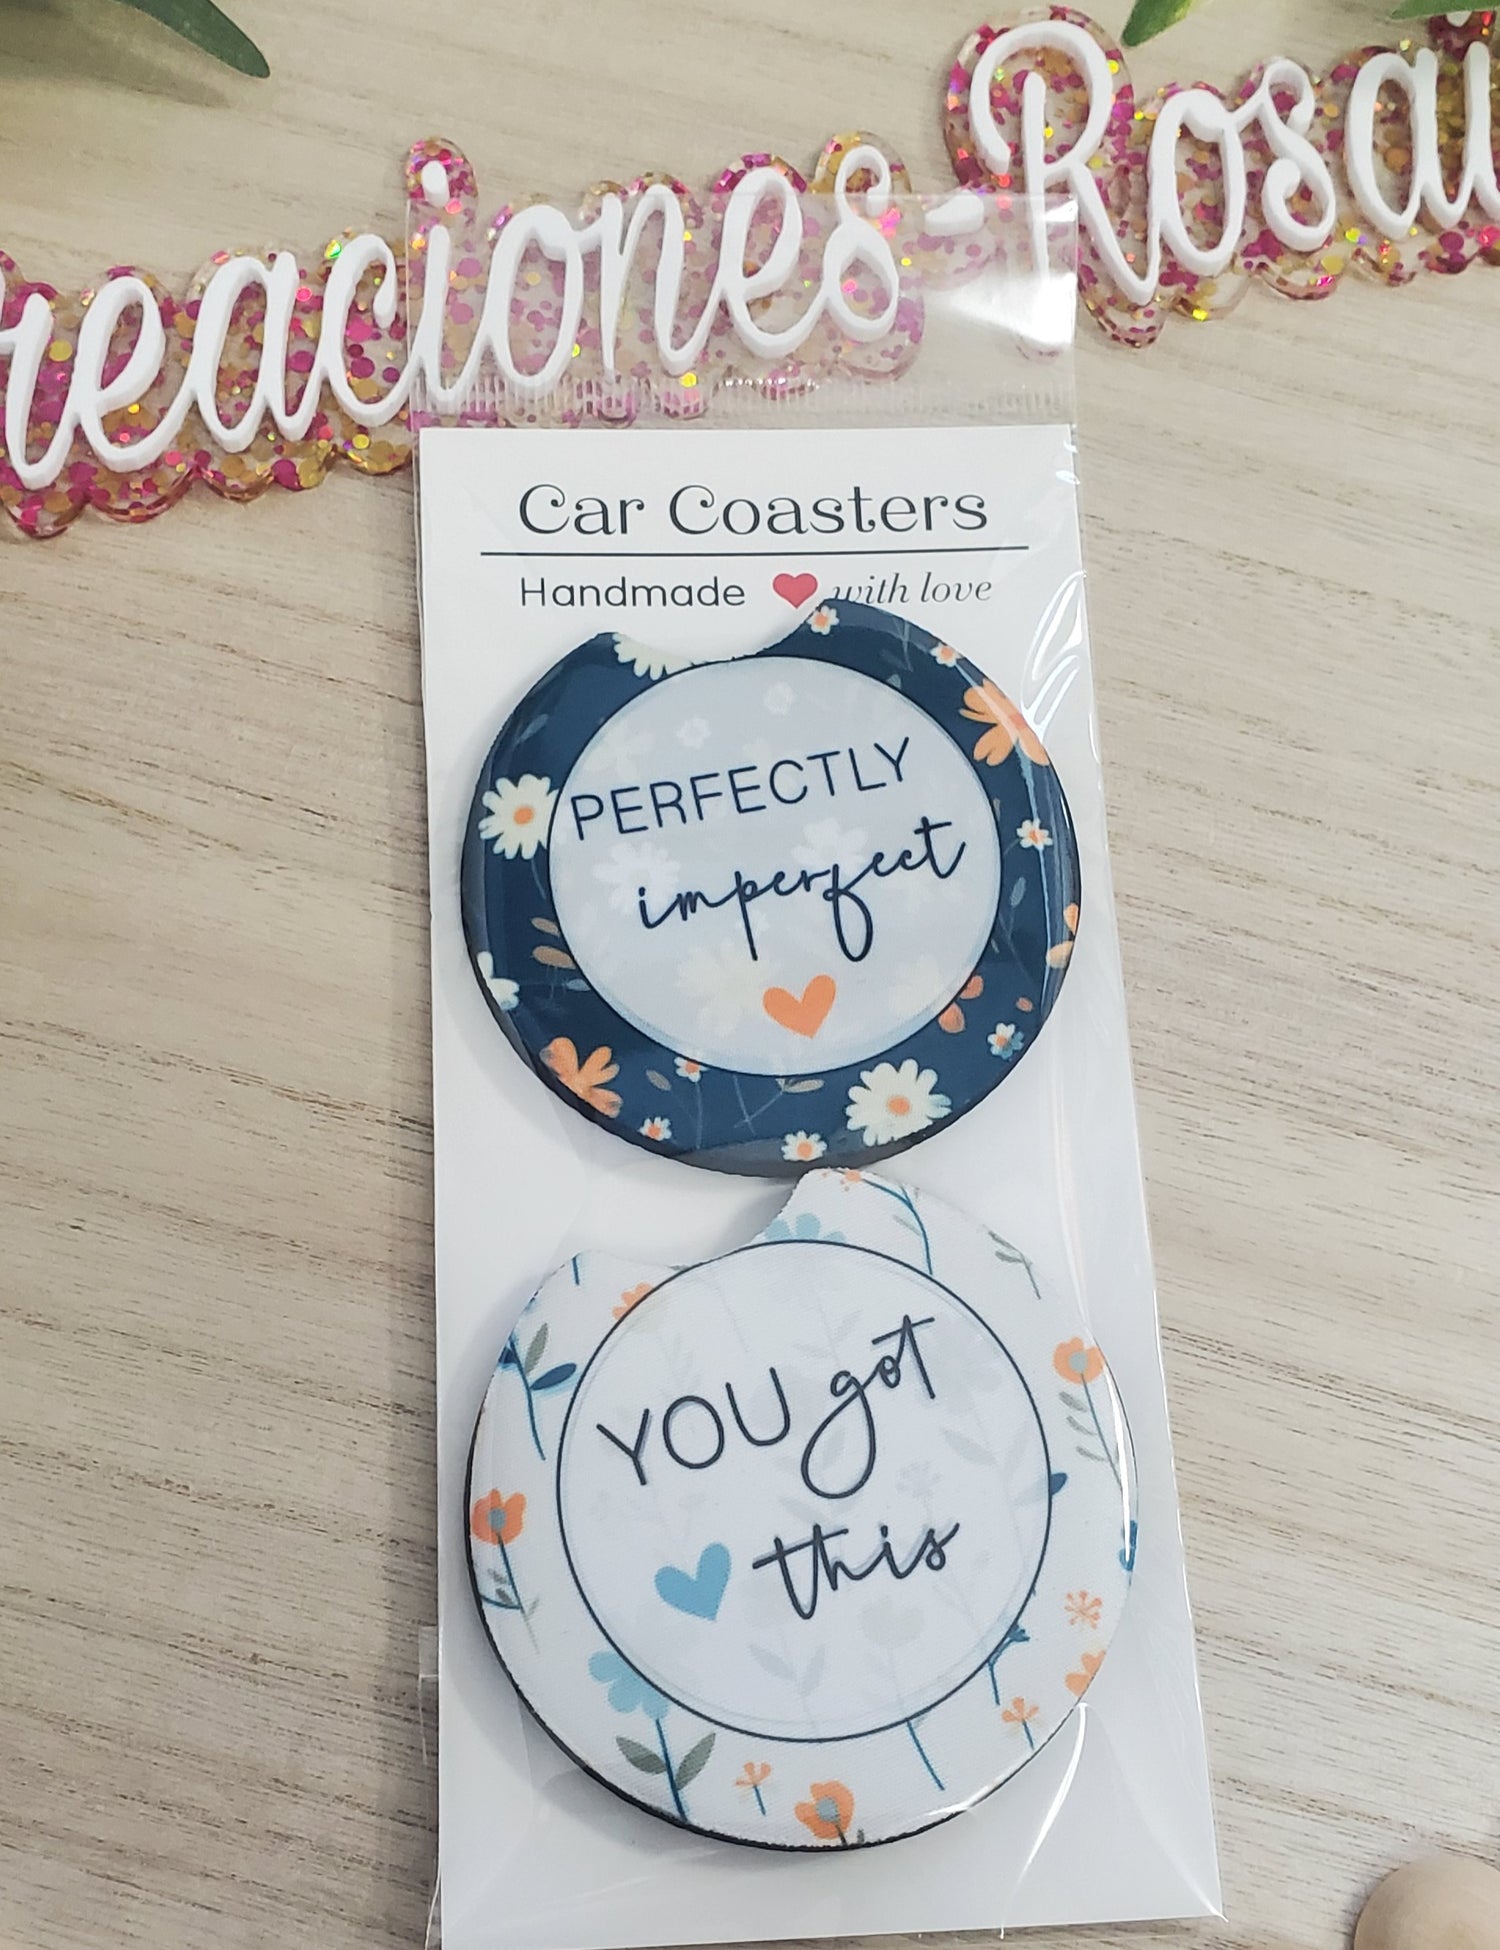 reaciones-Rosa
Car Coasters
Handmade ❤ with love
PERFECTLY
imperfect
YOU got
this